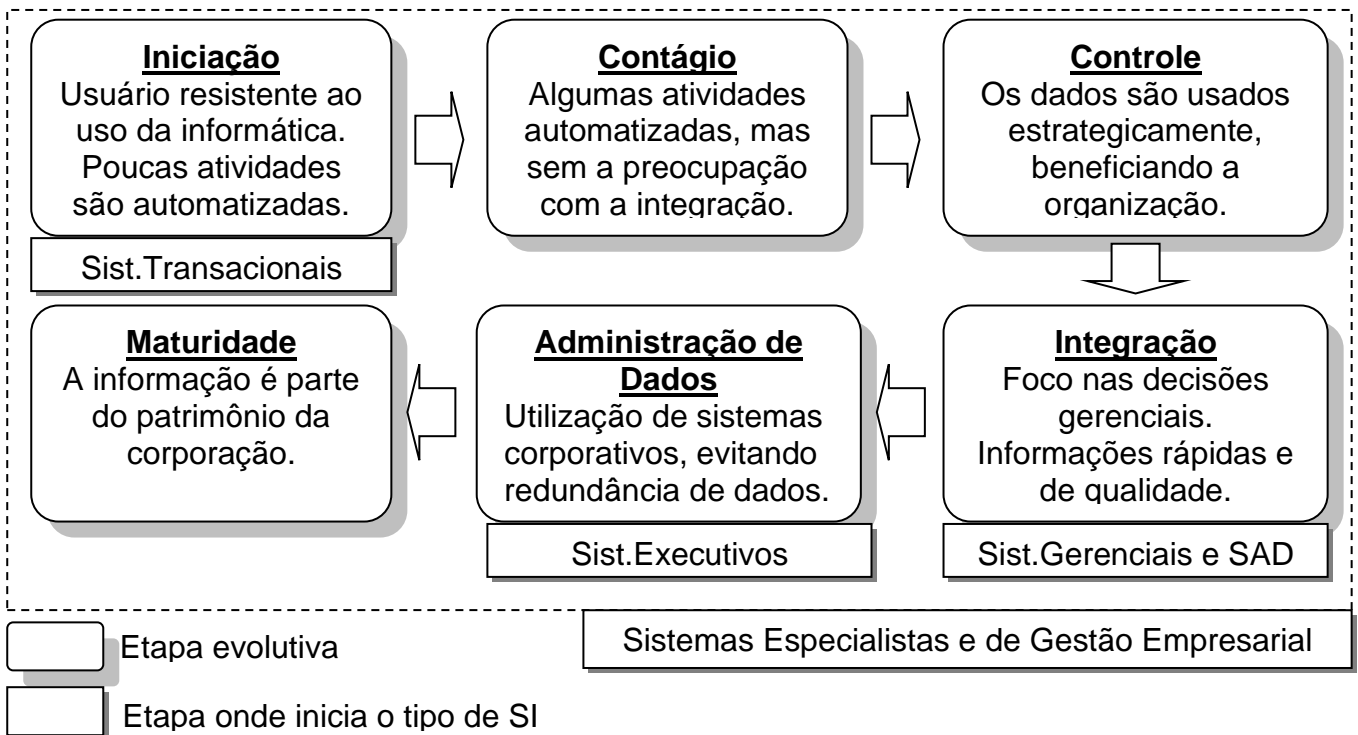 Iniciação
Usuário resistente ao
uso da informática.
Poucas atividades
são automatizadas.
Sist.Transacionais
Contágio
Algumas atividades
automatizadas, mas
sem a preocupação
com a integração.
Controle
Os dados são usados
estrategicamente,
beneficiando a
organização.
Integração
Foco nas decisões
gerenciais.
Informações rápidas e
de qualidade.
Sist.Gerenciais e SAD
Administração de
Dados
Utilização de sistemas
corporativos, evitando
redundância de dados.
Sist.Executivos
Maturidade
A informação é parte
do patrimônio da
corporação.
Sistemas Especialistas e de Gestão Empresarial
Etapa evolutiva
Etapa onde inicia o tipo de SI